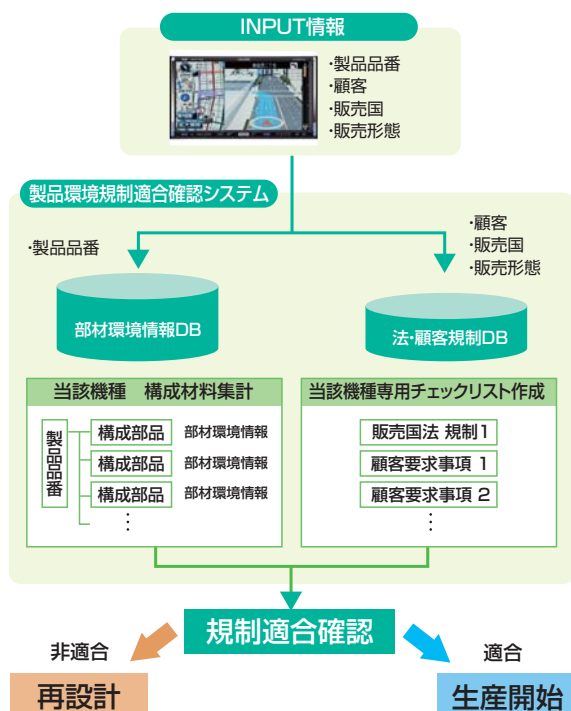 INPUT情報
・製品品番
・顧客
・販売国
・販売形態
製品環境規制適合確認システム
・製品品番
・顧客
・販売国
・販売形態
部材環境情報DB
法・顧客規制DB
当該機種 構成材料集計
製品品番
構成部品 部材環境情報
構成部品 部材環境情報
構成部品 部材環境情報
⋮
当該機種専用チェックリスト作成
販売国法 規制1
顧客要求事項 1
顧客要求事項 2
⋮
規制適合確認
非適合
適合
再設計
生産開始